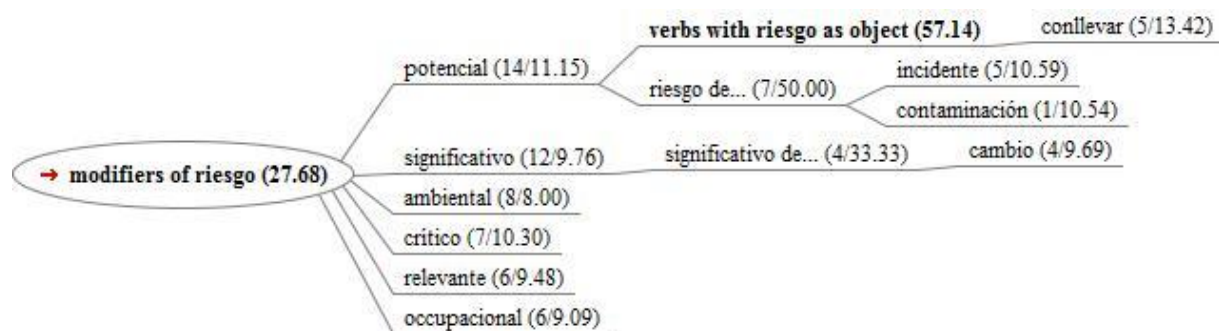 verbs with riesgo as object (57.14)
conllevar (5/13.42)
potencial (14/11.15)
riesgo de... (7/50.00)
incidente (5/10.59)
contaminación (1/10.54)
→ modifiers of riesgo (27.68)
significativo (12/9.76)
significativo de... (4/33.33)
cambio (4/9.69)
ambiental (8/8.00)
crítico (7/10.30)
relevante (6/9.48)
occupacional (6/9.09)